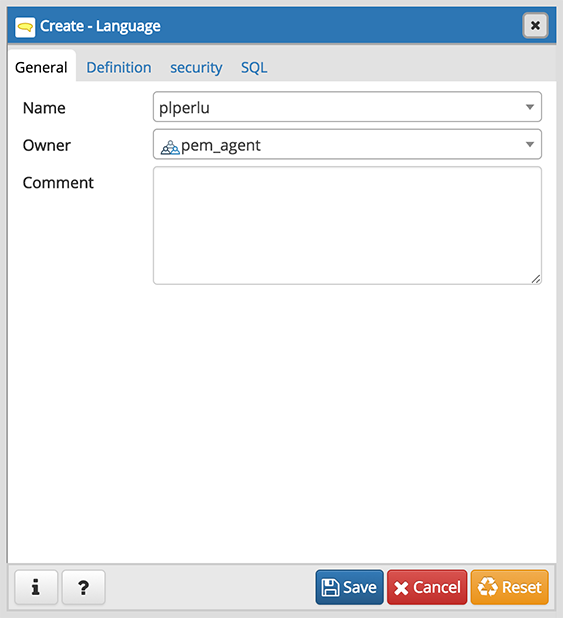 Create - Language
General Definition security SQL
Name plperlu
Owner pem_agent
Comment
i ? Save Cancel Reset